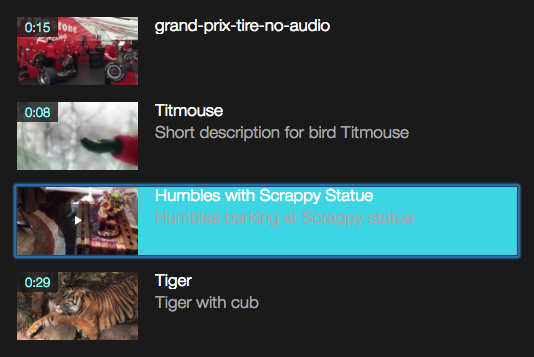 0:15
grand-prix-tire-no-audio
0:08
Titmouse
Short description for bird Titmouse
Humbles with Scrappy Statue
Humbles barking at Scrappy statue
0:29
Tiger
Tiger with cub